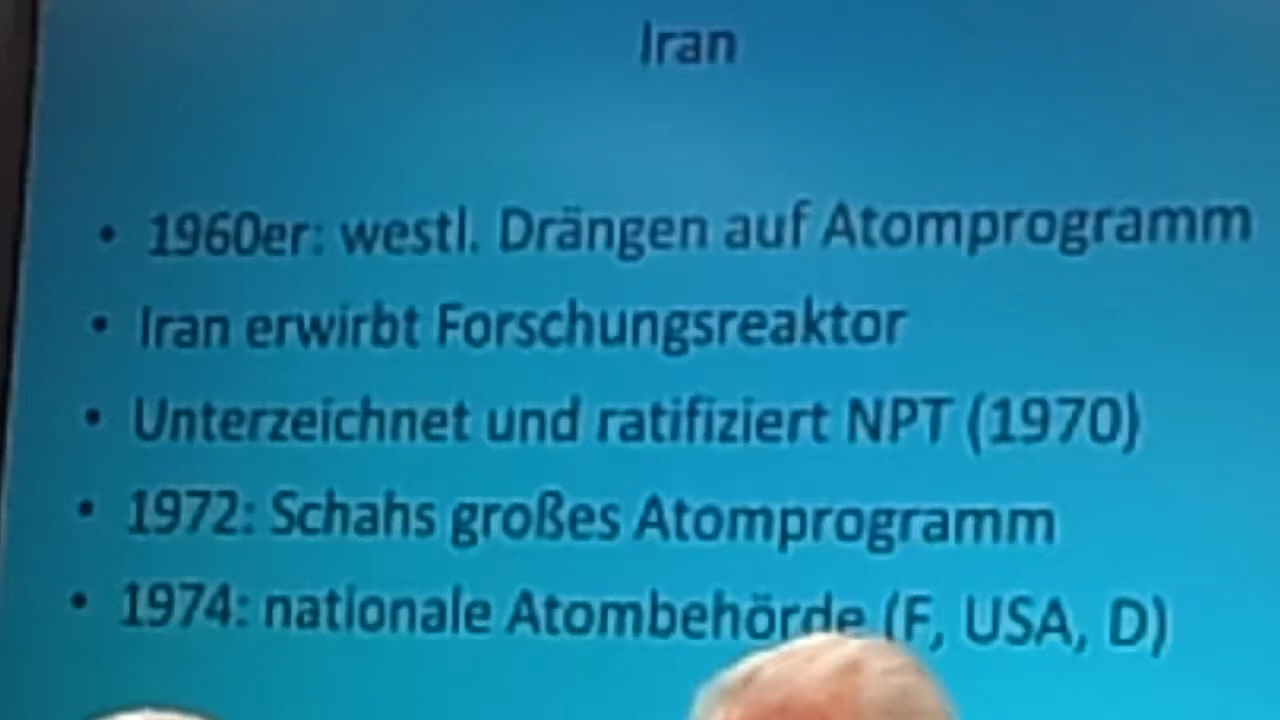 Iran
• 1960er: westl. Drängen auf Atomprogramm
• Iran erwirbt Forschungsreaktor
• Unterzeichnet und ratifiziert NPT (1970)
• 1972: Schahs großes Atomprogramm
• 1974: nationale Atombehörde (F, USA, D)